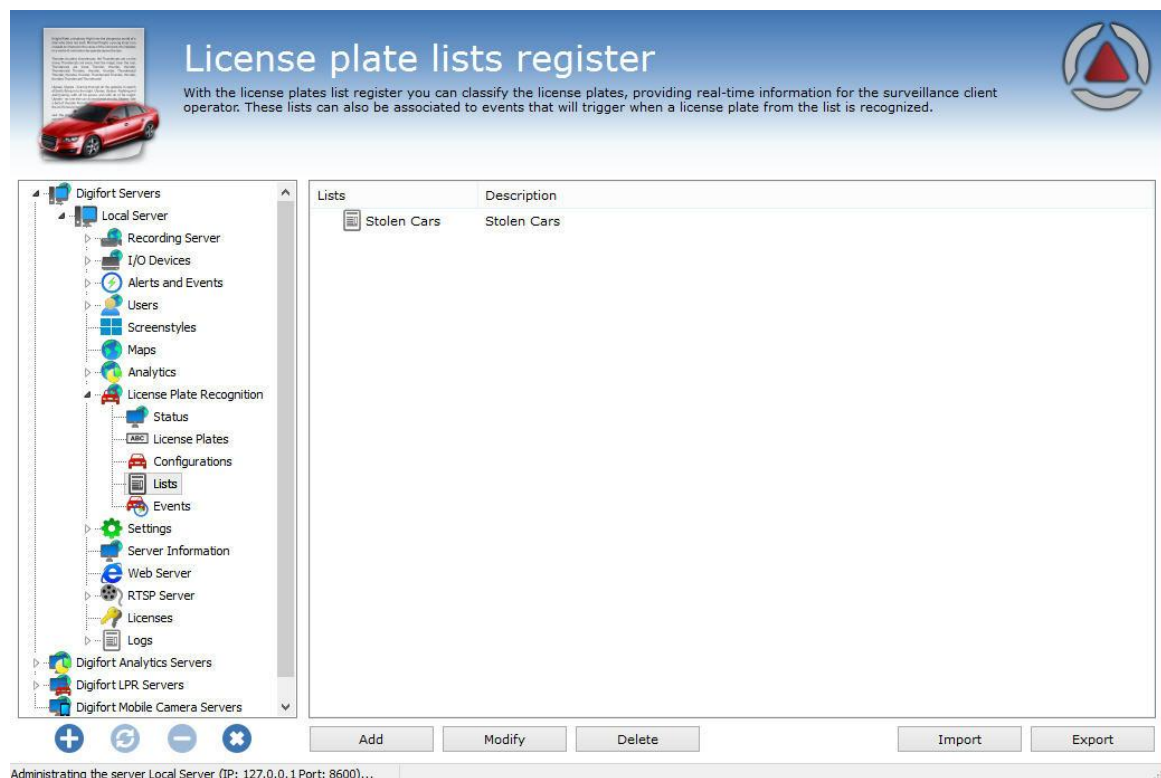 License plate lists register
With the license plates list register you can classify the license plates, providing real-time information for the surveillance client
operator. These lists can also be associated to events that will trigger when a license plate from the list is recognized.
Digifort Servers
Local Server
Recording Server
I/O Devices
Alerts and Events
Users
Screenstyles
Maps
Analytics
License Plate Recognition
Status
ABC License Plates
Configurations
Lists
Events
Settings
Server Information
Web Server
RTSP Server
Licenses
Logs
Digifort Analytics Servers
Digifort LPR Servers
Digifort Mobile Camera Servers
Lists Description
Stolen Cars Stolen Cars
Add Modify Delete Import Export
Administrating the server Local Server (IP: 127.0.0.1 Port: 8600)...